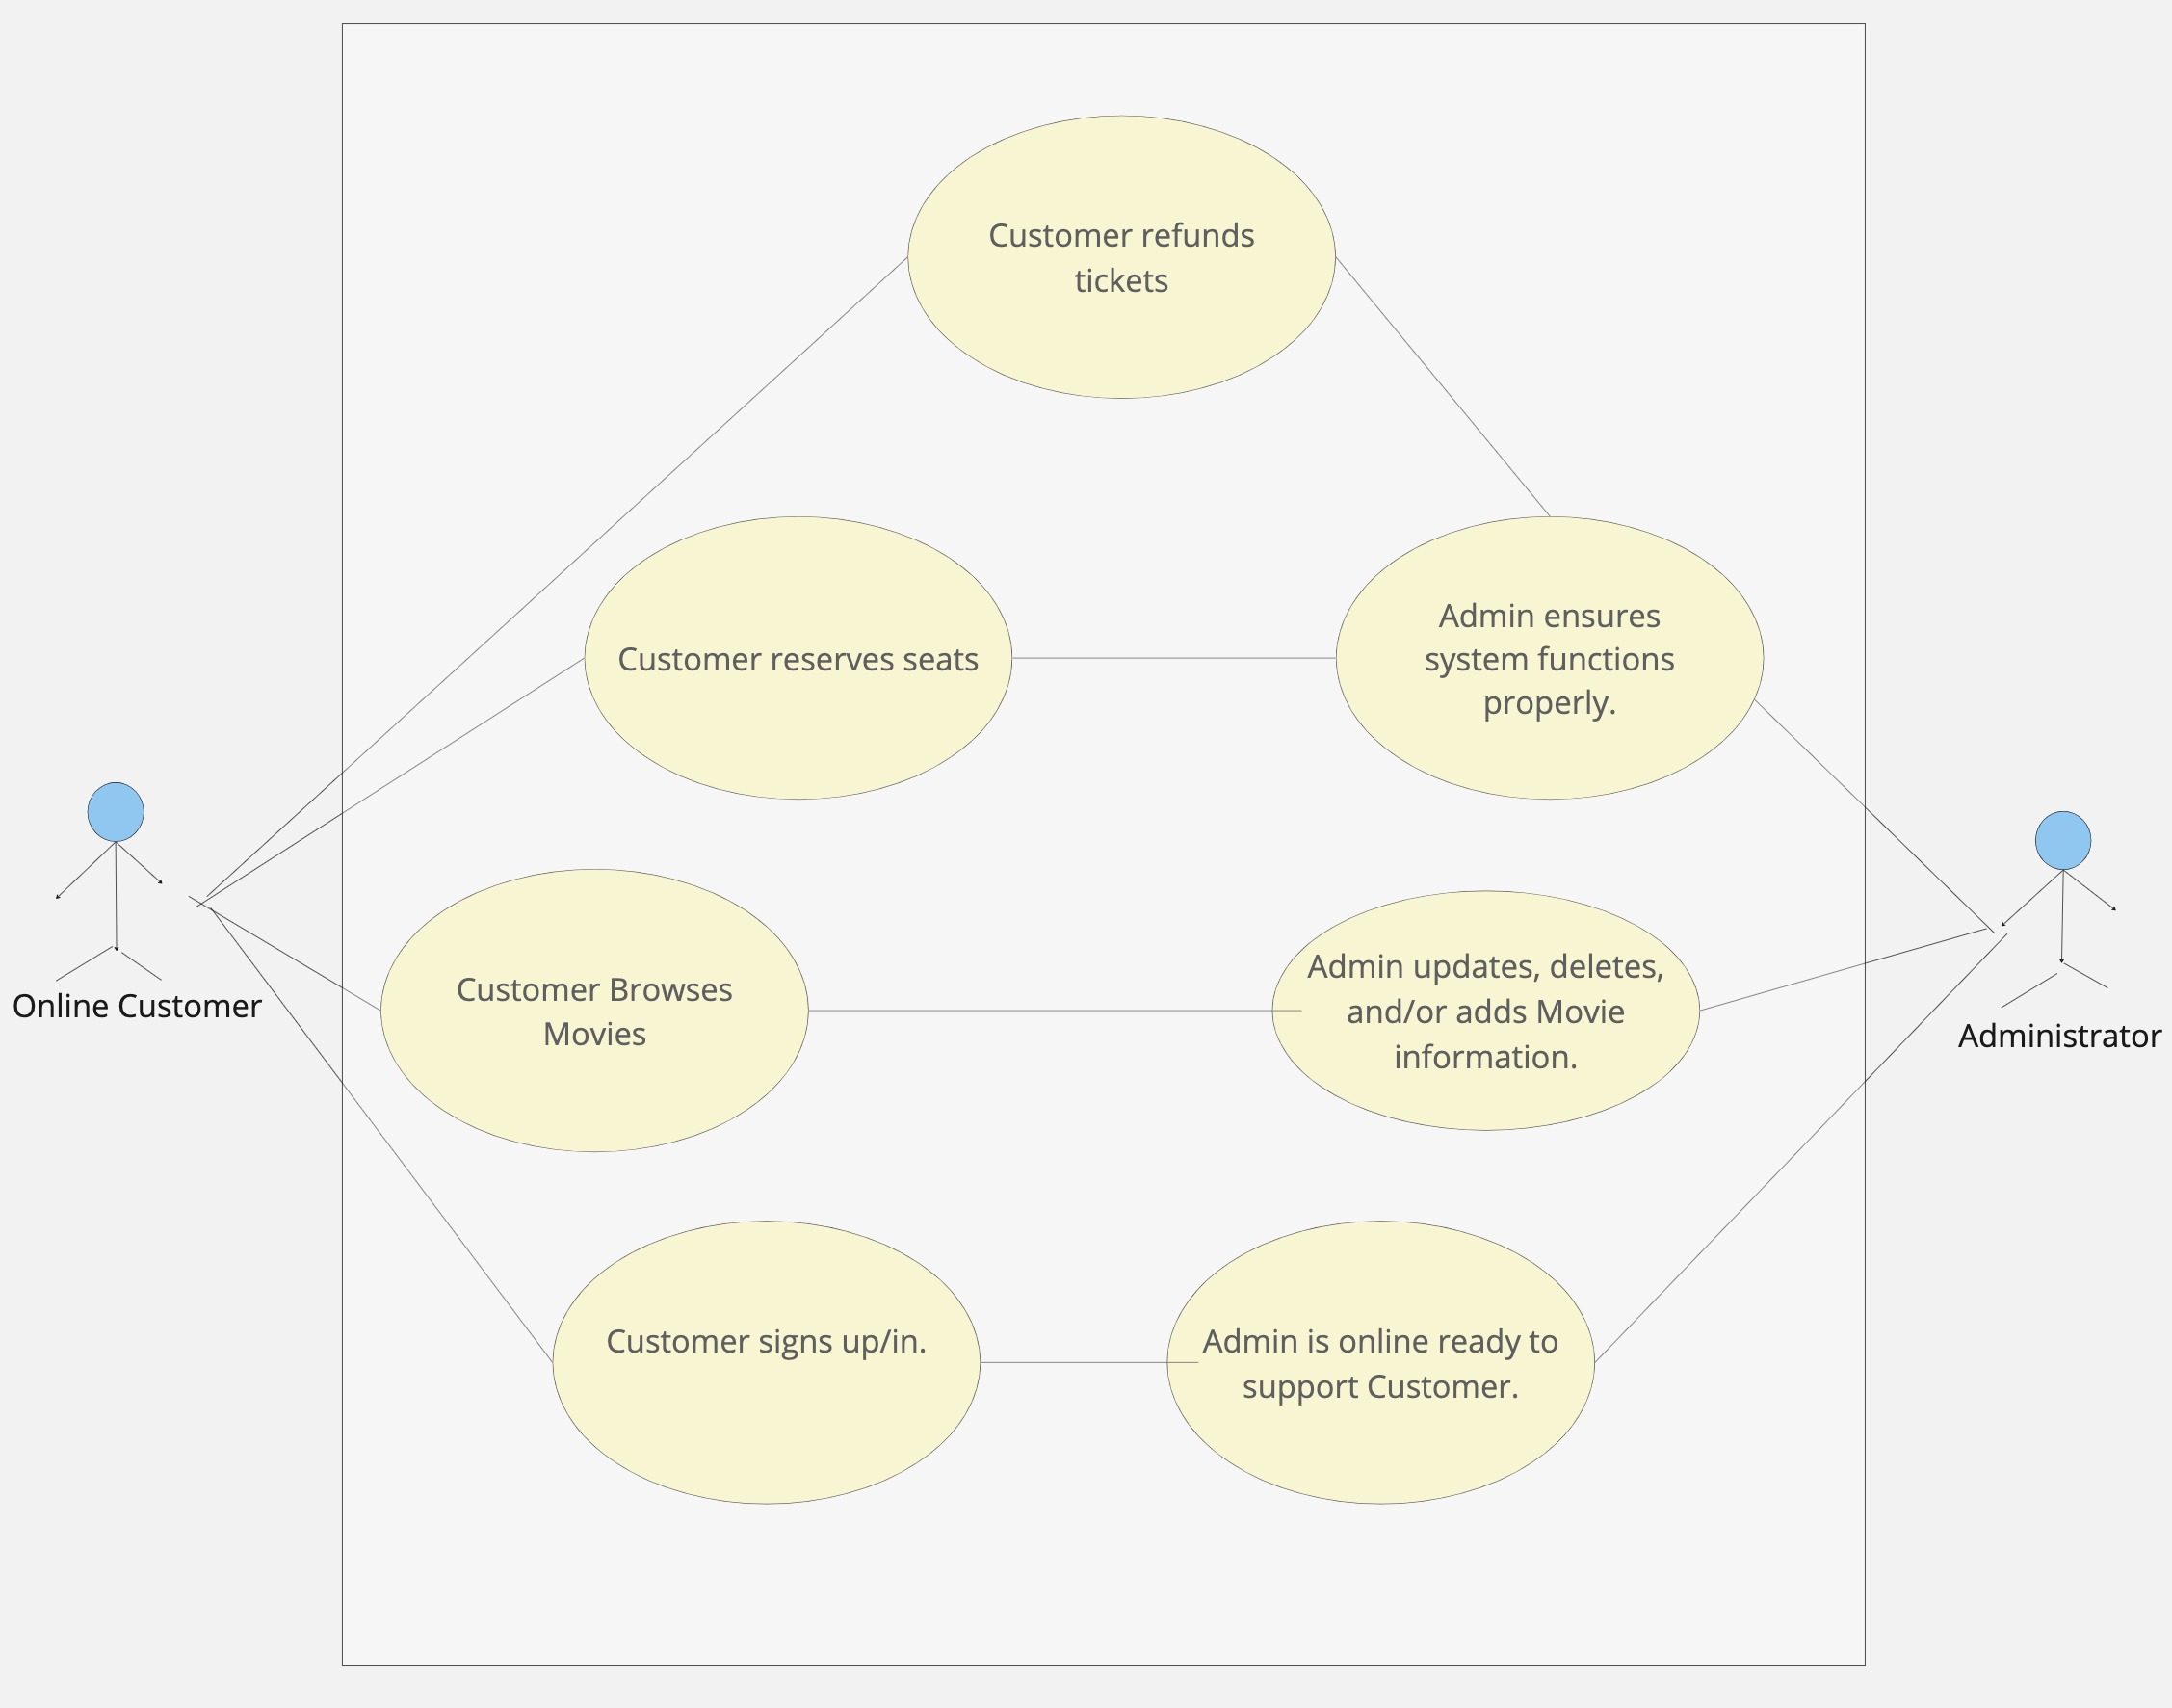 Customer refunds
tickets
Customer reserves seats
Admin ensures
system functions
properly.
Online Customer
Customer Browses
Movies
Admin updates, deletes,
and/or adds Movie
information.
Administrator
Customer signs up/in.
Admin is online ready to
support Customer.